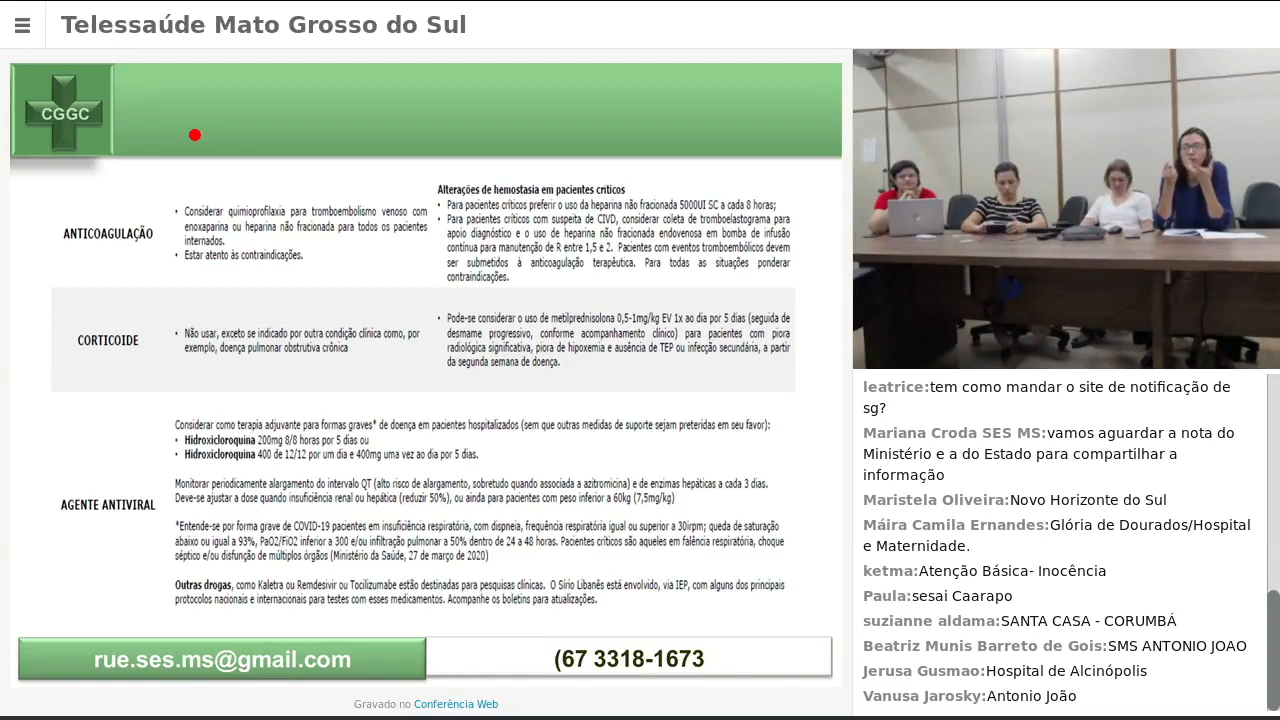 Telessaúde Mato Grosso do Sul
CGGC
ANTICOAGULAÇÃO
• Considerar quimioprofilaxia para tromboembolismo venoso com
enoxaparina ou heparina não fracionada para todos os pacientes
internados.
• Estar atento às contraindicações.
Alterações de hemostasia em pacientes críticos
• Para pacientes críticos preferir o uso da heparina não fracionada 5000UI SC a cada 8 horas;
• Para pacientes críticos com suspeita de CIVD, considerar coleta de tromboelastograma para
apoio diagnóstico e o uso de heparina não fracionada endovenosa em bomba de infusão
contínua para manutenção de R entre 1,5 e 2. Pacientes com eventos tromboembólicos devem
ser submetidos à anticoagulação terapêutica. Para todas as situações ponderar
contraindicações.
CORTICOIDE
• Não usar, exceto se indicado por outra condição clínica como, por
exemplo, doença pulmonar obstrutiva crônica
• Pode-se considerar o uso de metilprednisolona 0,5-1mg/kg EV 1x ao dia por 5 dias (seguida de
desmame progressivo, conforme acompanhamento clínico) para pacientes com piora
radiológica significativa, piora de hipoxemia e ausência de TEP ou infecção secundária, a partir
da segunda semana de doença.
AGENTE ANTIVIRAL
Considerar como terapia adjuvante para formas graves* de doença em pacientes hospitalizados (sem que outras medidas de suporte sejam preteridas em seu favor):
• Hidroxicloroquina 200mg 8/8 horas por 5 dias ou
• Hidroxicloroquina 400 de 12/12 por um dia e 400mg uma vez ao dia por 5 dias.
Monitorar periodicamente alargamento do intervalo QT (alto risco de alargamento, sobretudo quando associada a azitromicina) e de enzimas hepáticas a cada 3 dias.
Deve-se ajustar a dose quando insuficiência renal ou hepática (reduzir 50%), ou ainda para pacientes com peso inferior a 60kg (7,5mg/kg)
*Entende-se por forma grave de COVID-19 pacientes em insuficiência respiratória, com dispneia, frequência respiratória igual ou superior a 30irpm; queda de saturação
abaixo ou igual a 93%, PaO2/FiO2 inferior a 300 e/ou infiltração pulmonar a 50% dentro de 24 a 48 horas. Pacientes críticos são aqueles em falência respiratória, choque
séptico e/ou disfunção de múltiplos órgãos (Ministério da Saúde, 27 de março de 2020)
Outras drogas, como Kaletra ou Remdesivir ou Tocilizumabe estão destinadas para pesquisas clínicas. O Sírio Libanês está envolvido, via IEP, com alguns dos principais
protocolos nacionais e internacionais para testes com esses medicamentos. Acompanhe os boletins para atualizações.
rue.ses.ms@gmail.com
(67 3318-1673
Gravado no Conferência Web
leatrice:tem como mandar o site de notificação de
sg?
Mariana Croda SES MS:vamos aguardar a nota do
Ministério e a do Estado para compartilhar a
informação
Maristela Oliveira:Novo Horizonte do Sul
Máira Camila Ernandes:Glória de Dourados/Hospital
e Maternidade.
ketma:Atenção Básica- Inocência
Paula:sesai Caarapo
suzianne aldama:SANTA CASA - CORUMBÁ
Beatriz Munis Barreto de Gois:SMS ANTONIO JOAO
Jerusa Gusmao:Hospital de Alcinópolis
Vanusa Jarosky:Antonio João